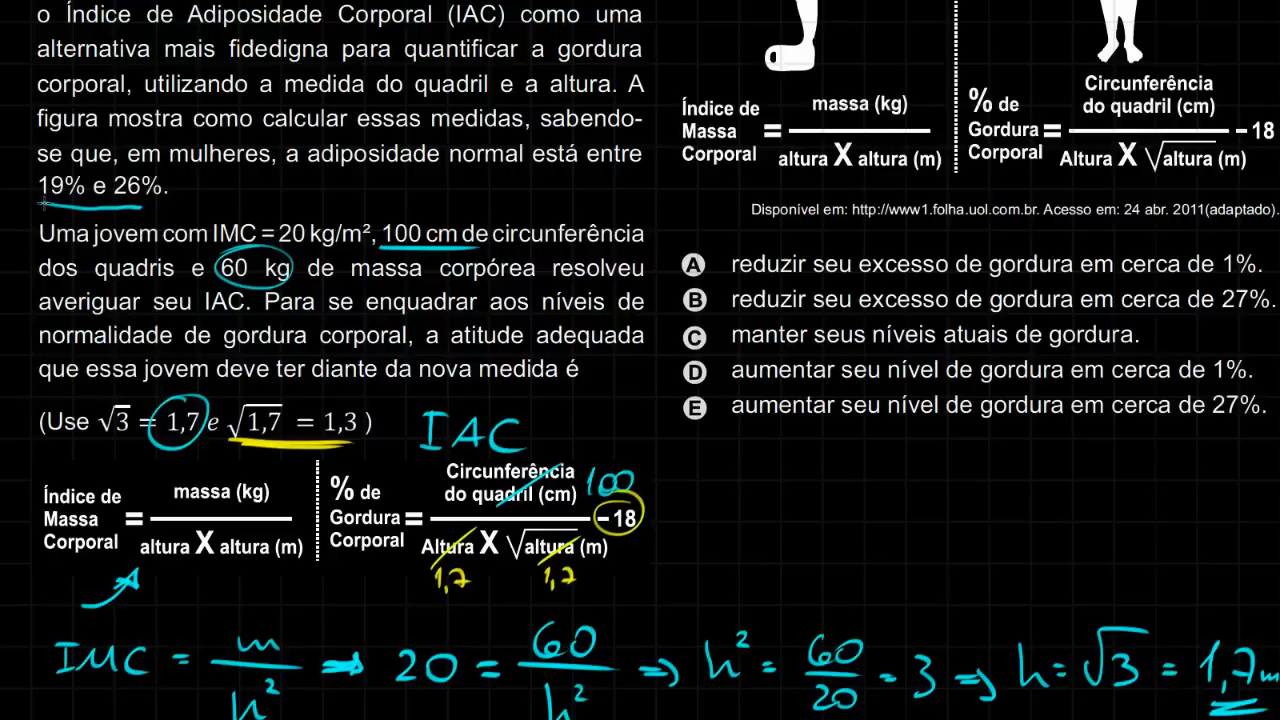 o Índice de Adiposidade Corporal (IAC) como uma
alternativa mais fidedigna para quantificar a gordura
corporal, utilizando a medida do quadril e a altura. A
figura mostra como calcular essas medidas, sabendo-
se que, em mulheres, a adiposidade normal está entre
19% e 26%.
Uma jovem com IMC = 20 kg/m², 100 cm de circunferência
dos quadris e 60 kg de massa corpórea resolveu
averiguar seu IAC. Para se enquadrar aos níveis de
normalidade de gordura corporal, a atitude adequada
que essa jovem deve ter diante da nova medida é
(Use √3 = 1,7 e √1,7 = 1,3 )
IAC
Índice de Massa Corporal = massa (kg) / altura X altura (m)
% de Gordura Corporal = Circunferência do quadril (cm) / Altura X √altura (m) – 18
100
1,7
1,7
IMC = m / h² ⇒ 20 = 60 / h² ⇒ h² = 60 / 20 = 3 ⇒ h = √3 = 1,7m
Índice de Massa Corporal = massa (kg) / altura X altura (m)
% de Gordura Corporal = Circunferência do quadril (cm) / Altura X √altura (m) – 18
Disponível em: http://www1.folha.uol.com.br. Acesso em: 24 abr. 2011(adaptado).
A reduzir seu excesso de gordura em cerca de 1%.
B reduzir seu excesso de gordura em cerca de 27%.
C manter seus níveis atuais de gordura.
D aumentar seu nível de gordura em cerca de 1%.
E aumentar seu nível de gordura em cerca de 27%.